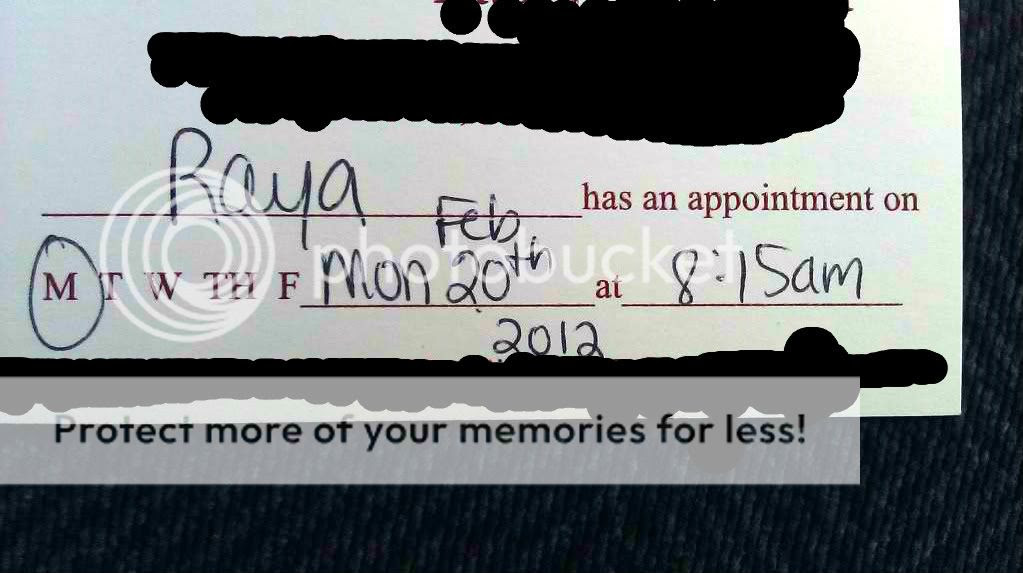 Raya has an appointment on
Feb
M T W TH F Mon 20th at 8:15am
2012
photobucket
Protect more of your memories for less!